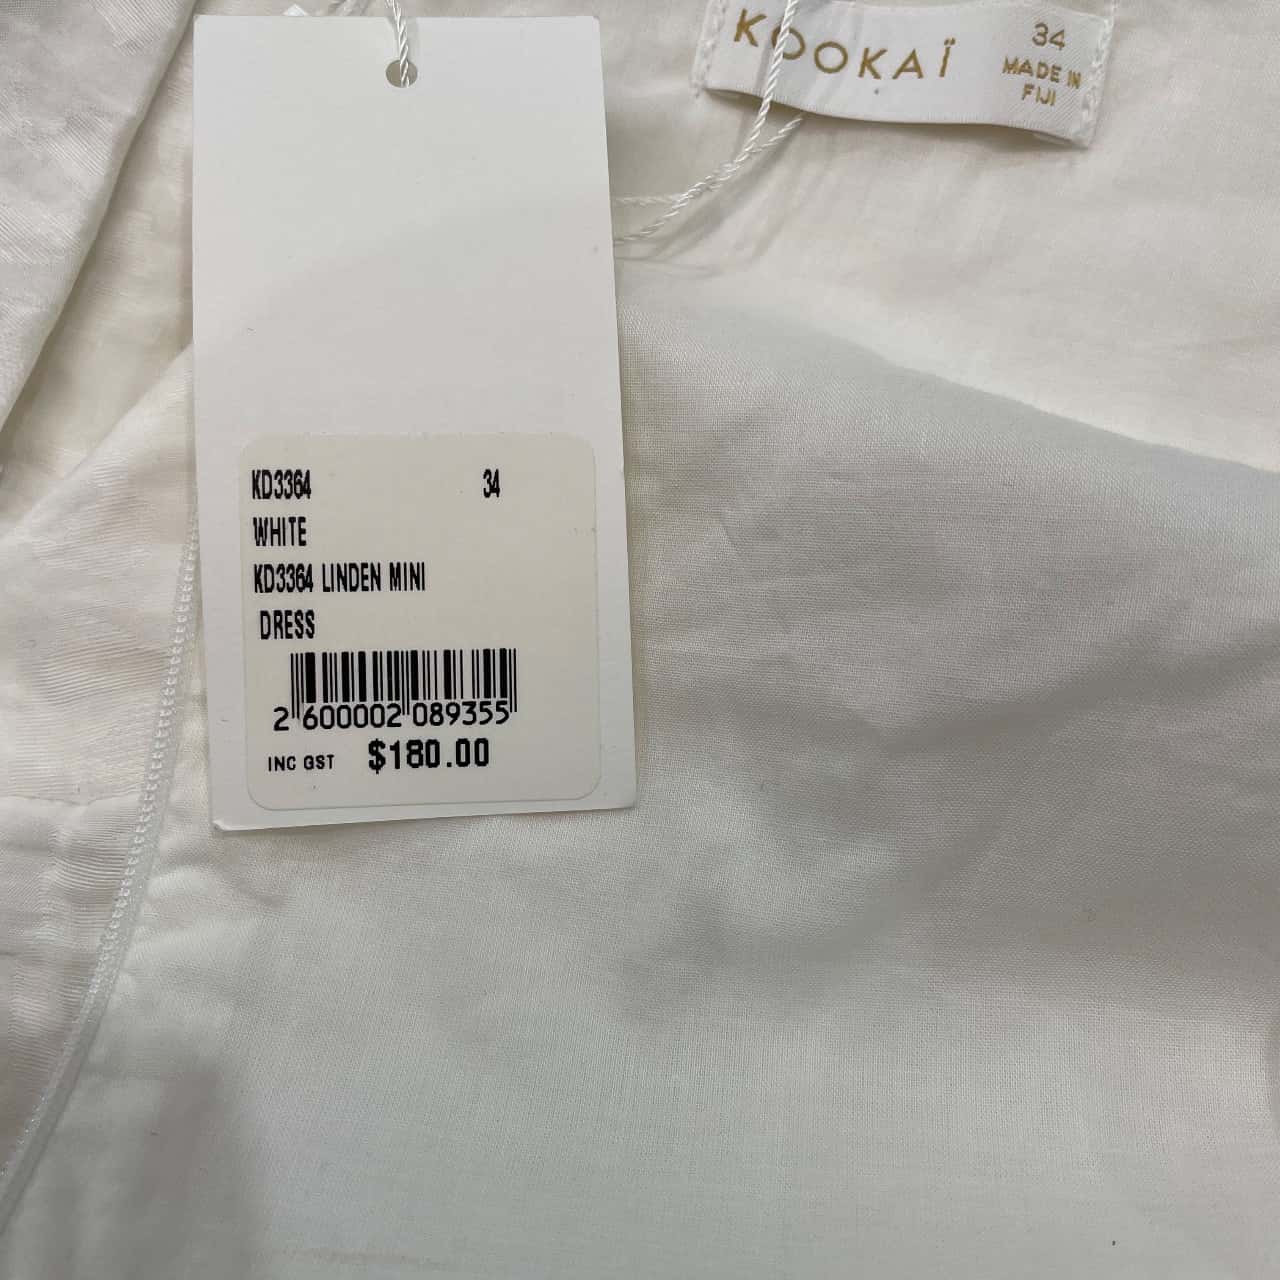 KOOKAÏ
34
MADE IN
FIJI
KD3364 34
WHITE
KD3364 LINDEN MINI
DRESS
2 600002 089355
INC GST $180.00